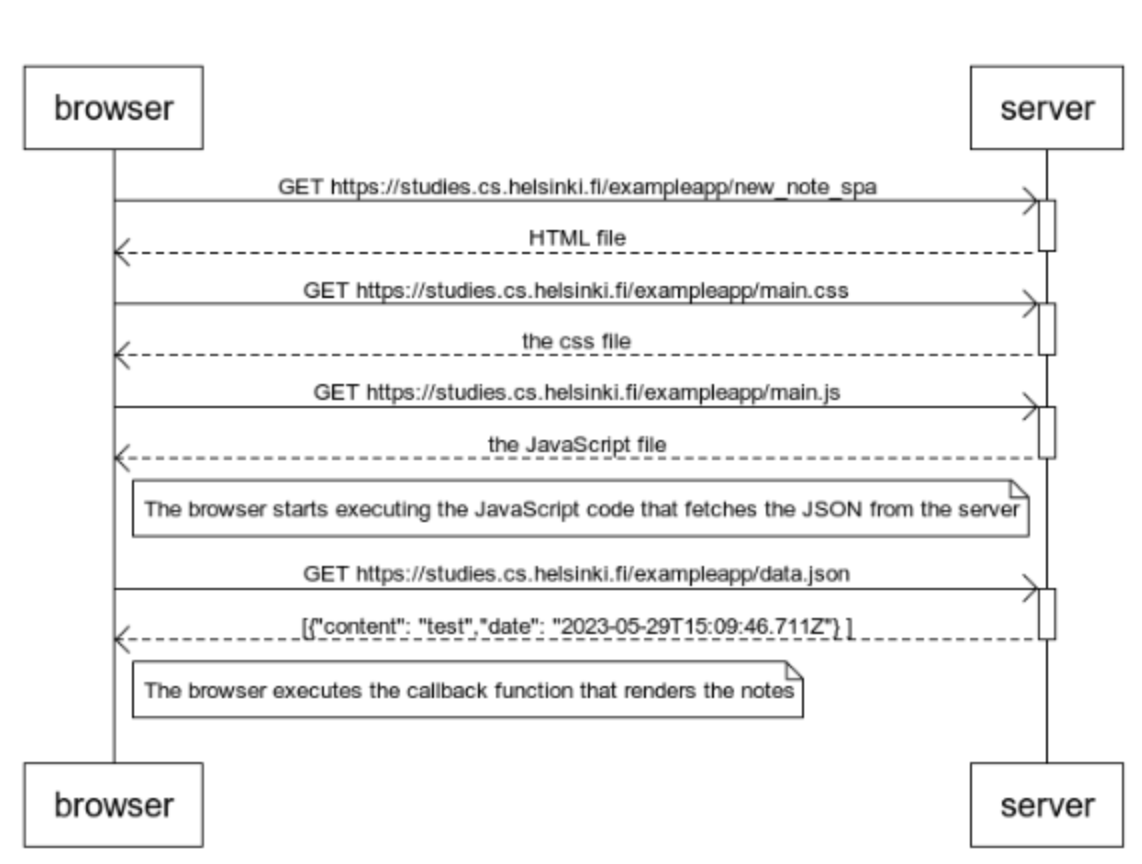 browser
server
GET https://studies.cs.helsinki.fi/exampleapp/new_note_spa
HTML file
GET https://studies.cs.helsinki.fi/exampleapp/main.css
the css file
GET https://studies.cs.helsinki.fi/exampleapp/main.js
the JavaScript file
The browser starts executing the JavaScript code that fetches the JSON from the server
GET https://studies.cs.helsinki.fi/exampleapp/data.json
[{"content": "test","date": "2023-05-29T15:09:46.711Z"} ]
The browser executes the callback function that renders the notes
browser
server